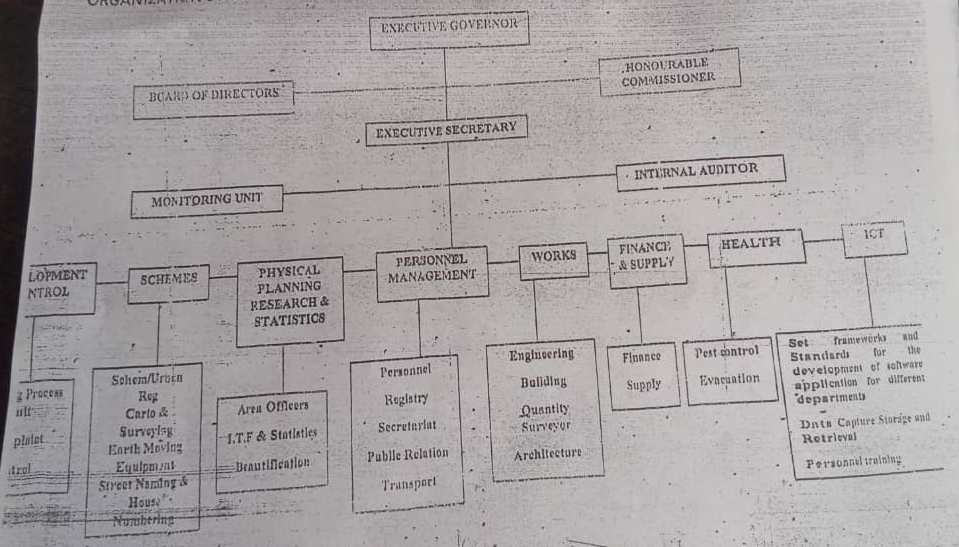 EXECUTIVE GOVERNOR
HONOURABLE
COMMISSIONER
BOARD OF DIRECTORS
EXECUTIVE SECRETARY
INTERNAL AUDITOR
MONITORING UNIT
LOPMENT
NTROL
SCHEMES
PHYSICAL
PLANNING
RESEARCH &
STATISTICS
PERSONNEL
MANAGEMENT
WORKS
FINANCE
& SUPPLY
HEALTH
ICT
g Process
plaint
trol
Schem/Urban
Reg
Carto &
Surveying
Earth Moving
Equipment
Street Naming &
House
Numbering
Area Officers
I.T.F & Statistics
Beautification
Personnel
Registry
Secretariat
Public Relation
Transport
Engineering
Building
Quantity
Surveyor
Architecture
Finance
Supply
Pest control
Evacuation
Set frameworks and
Standards for the
development of software
application for different
departments
Data Capture Storage and
Retrieval
Personnel training